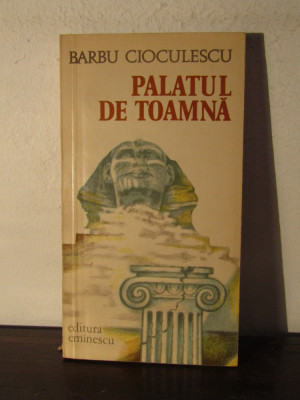 BARBU CIOCULESCU
PALATUL
DE TOAMNĂ
editura
eminescu